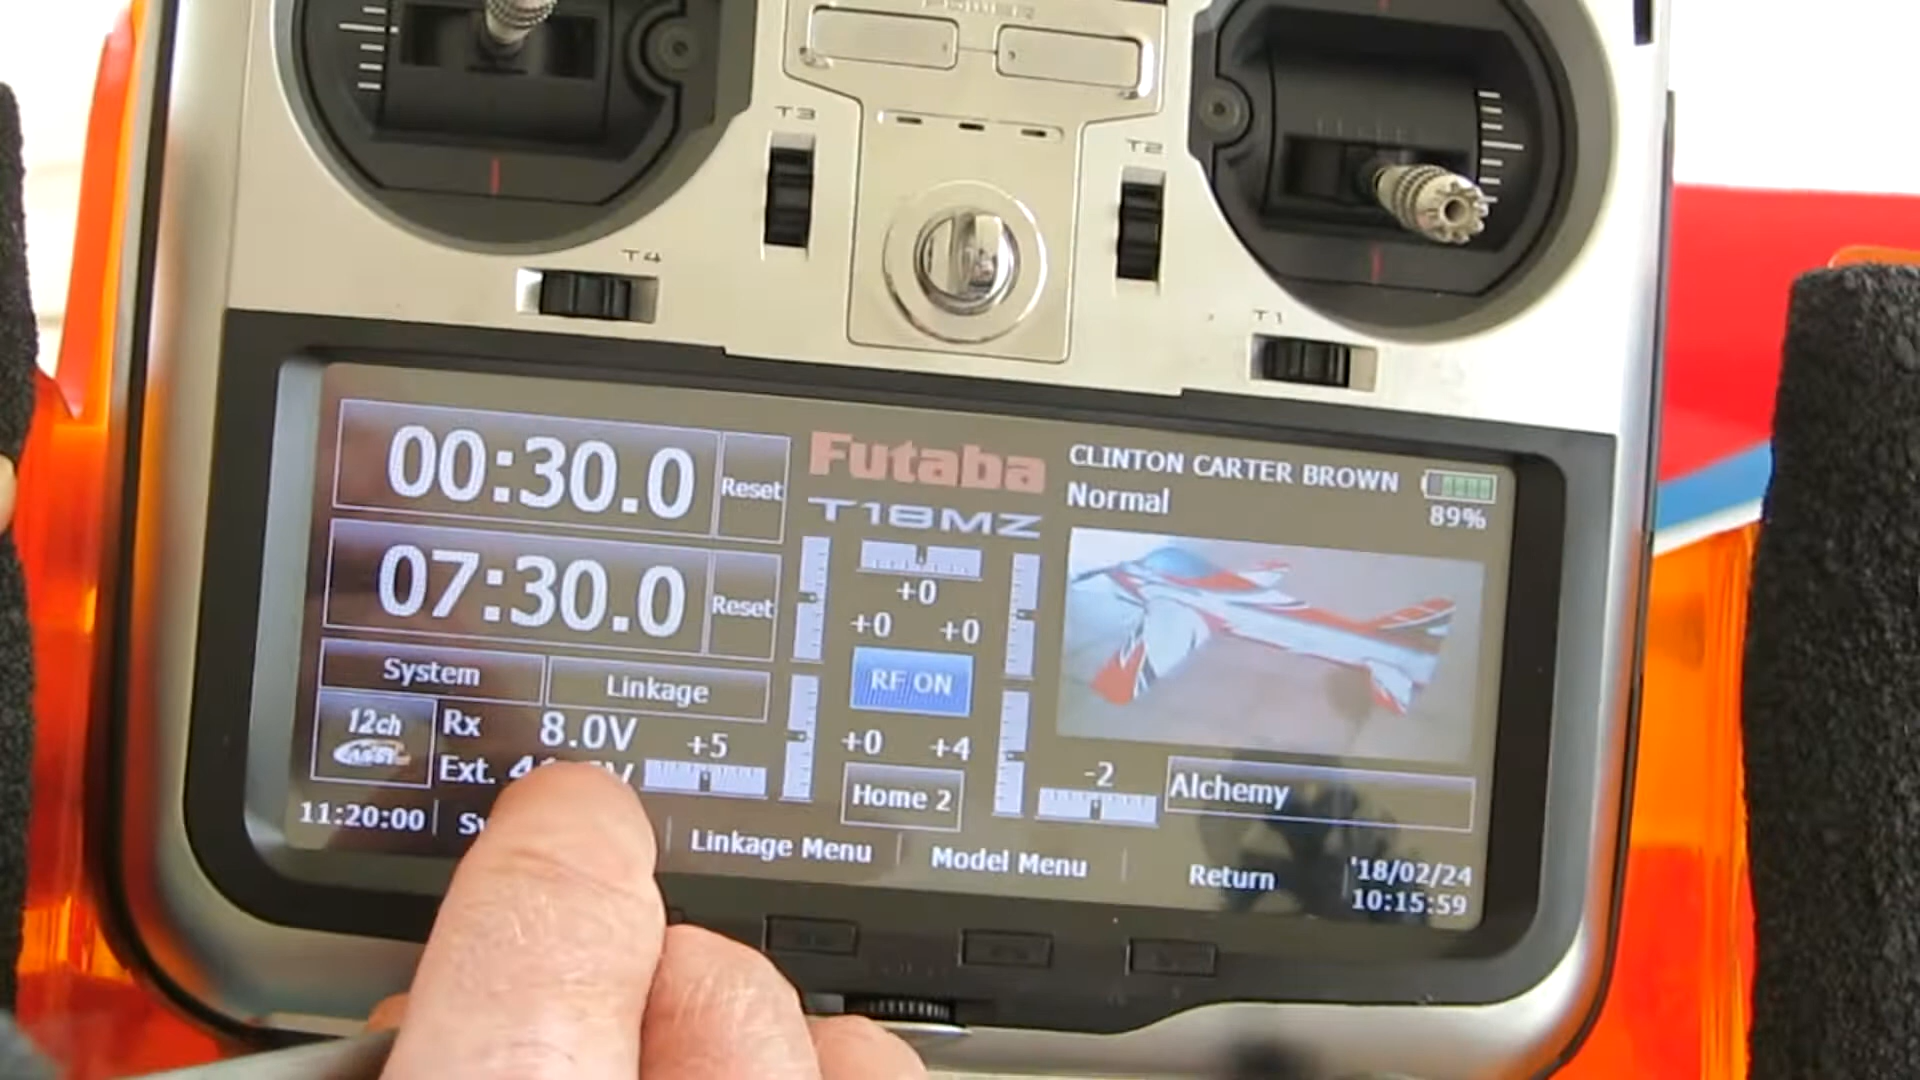 POWER
T3
T2
T4
T1
00:30.0
Reset
07:30.0
Reset
System
Linkage
12ch
Rx 8.0V
Ext.
+5
11:20:00
Futaba
T18MZ
+0
+0 +0
RF ON
+0 +4
Home 2
-2
CLINTON CARTER BROWN
Normal
89%
Alchemy
Linkage Menu
Model Menu
Return
'18/02/24
10:15:59